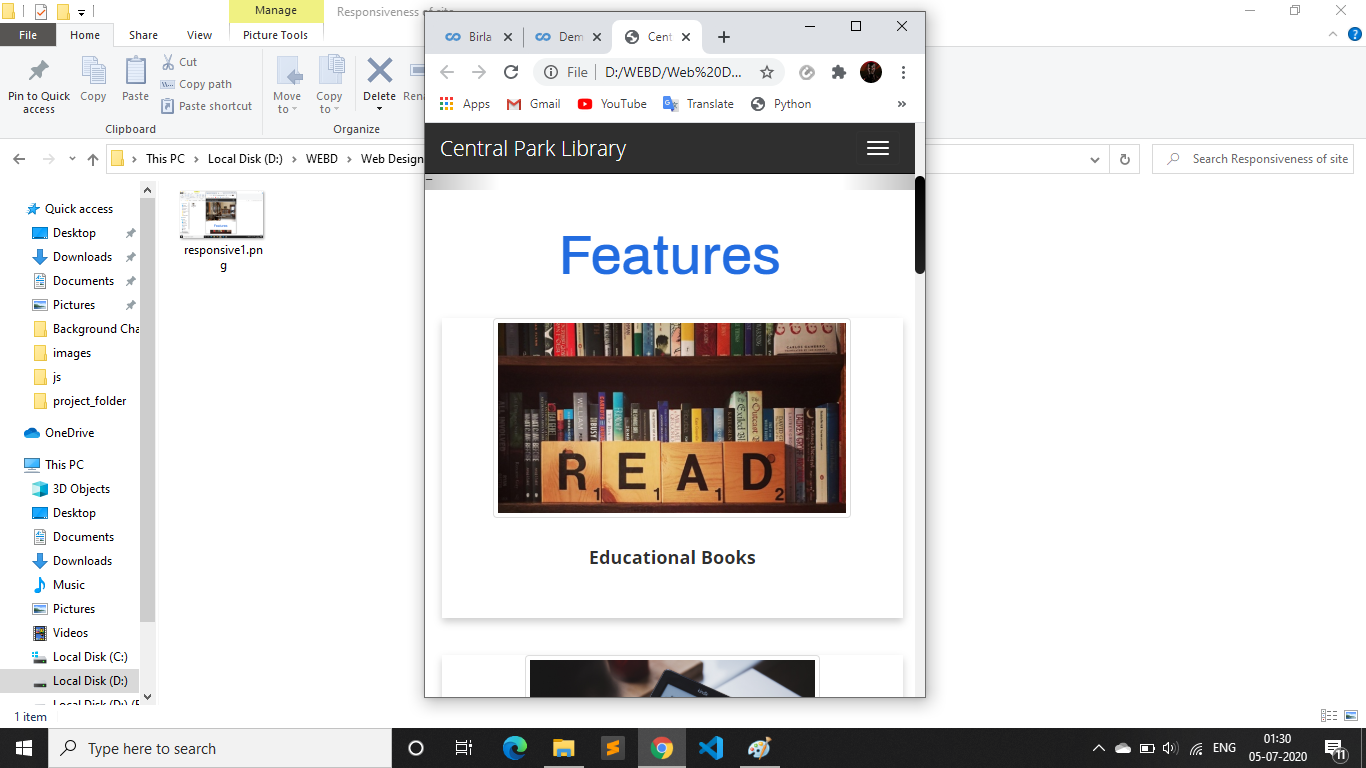 Manage
Responsiveness of site
File
Home
Share
View
Picture Tools
Pin to Quick access
Copy
Paste
Cut
Copy path
Paste shortcut
Clipboard
Move to
Copy to
Delete
Organize
This PC
Local Disk (D:)
WEBD
Web Design
Search Responsiveness of site
Quick access
Desktop
Downloads
Documents
Pictures
Background Cha
images
js
project_folder
OneDrive
This PC
3D Objects
Desktop
Documents
Downloads
Music
Pictures
Videos
Local Disk (C:)
Local Disk (D:)
1 item
responsive1.pn
g
Birla
Dem
Cent
File
D:/WEBD/Web%20D...
Apps
Gmail
YouTube
Translate
Python
Central Park Library
Features
R1 E1 A1 D2
Educational Books
Type here to search
ENG
01:30
05-07-2020
11